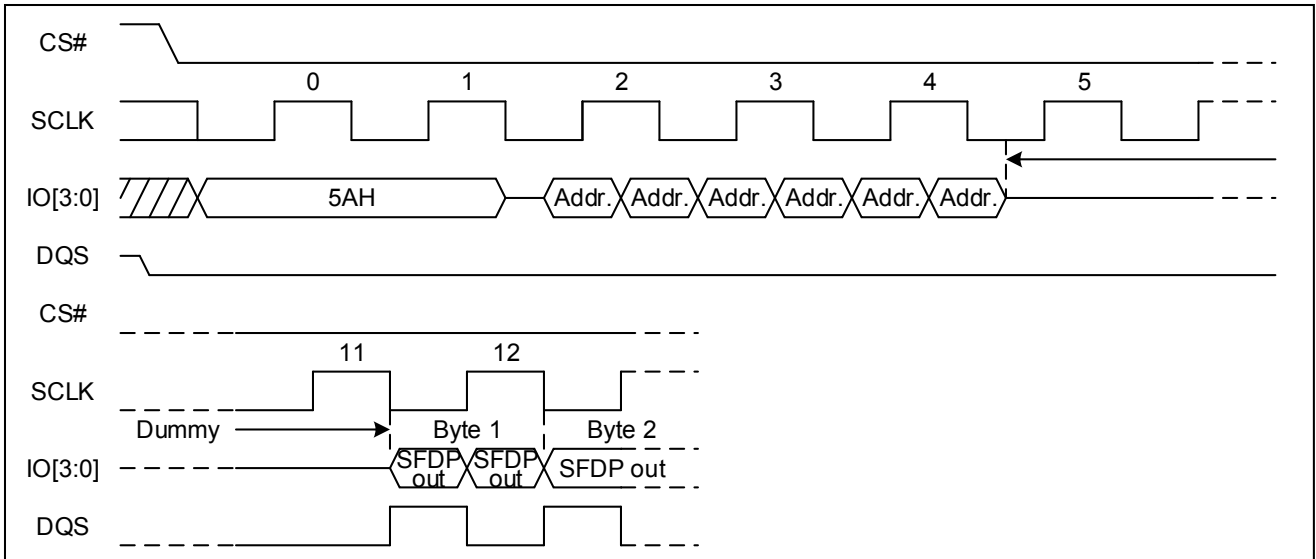 CS#
0 1 2 3 4 5
SCLK
IO[3:0] 5AH Addr. Addr. Addr. Addr. Addr. Addr.
DQS
CS#
11 12
SCLK
Dummy Byte 1 Byte 2
IO[3:0] SFDP out SFDP out SFDP out
DQS